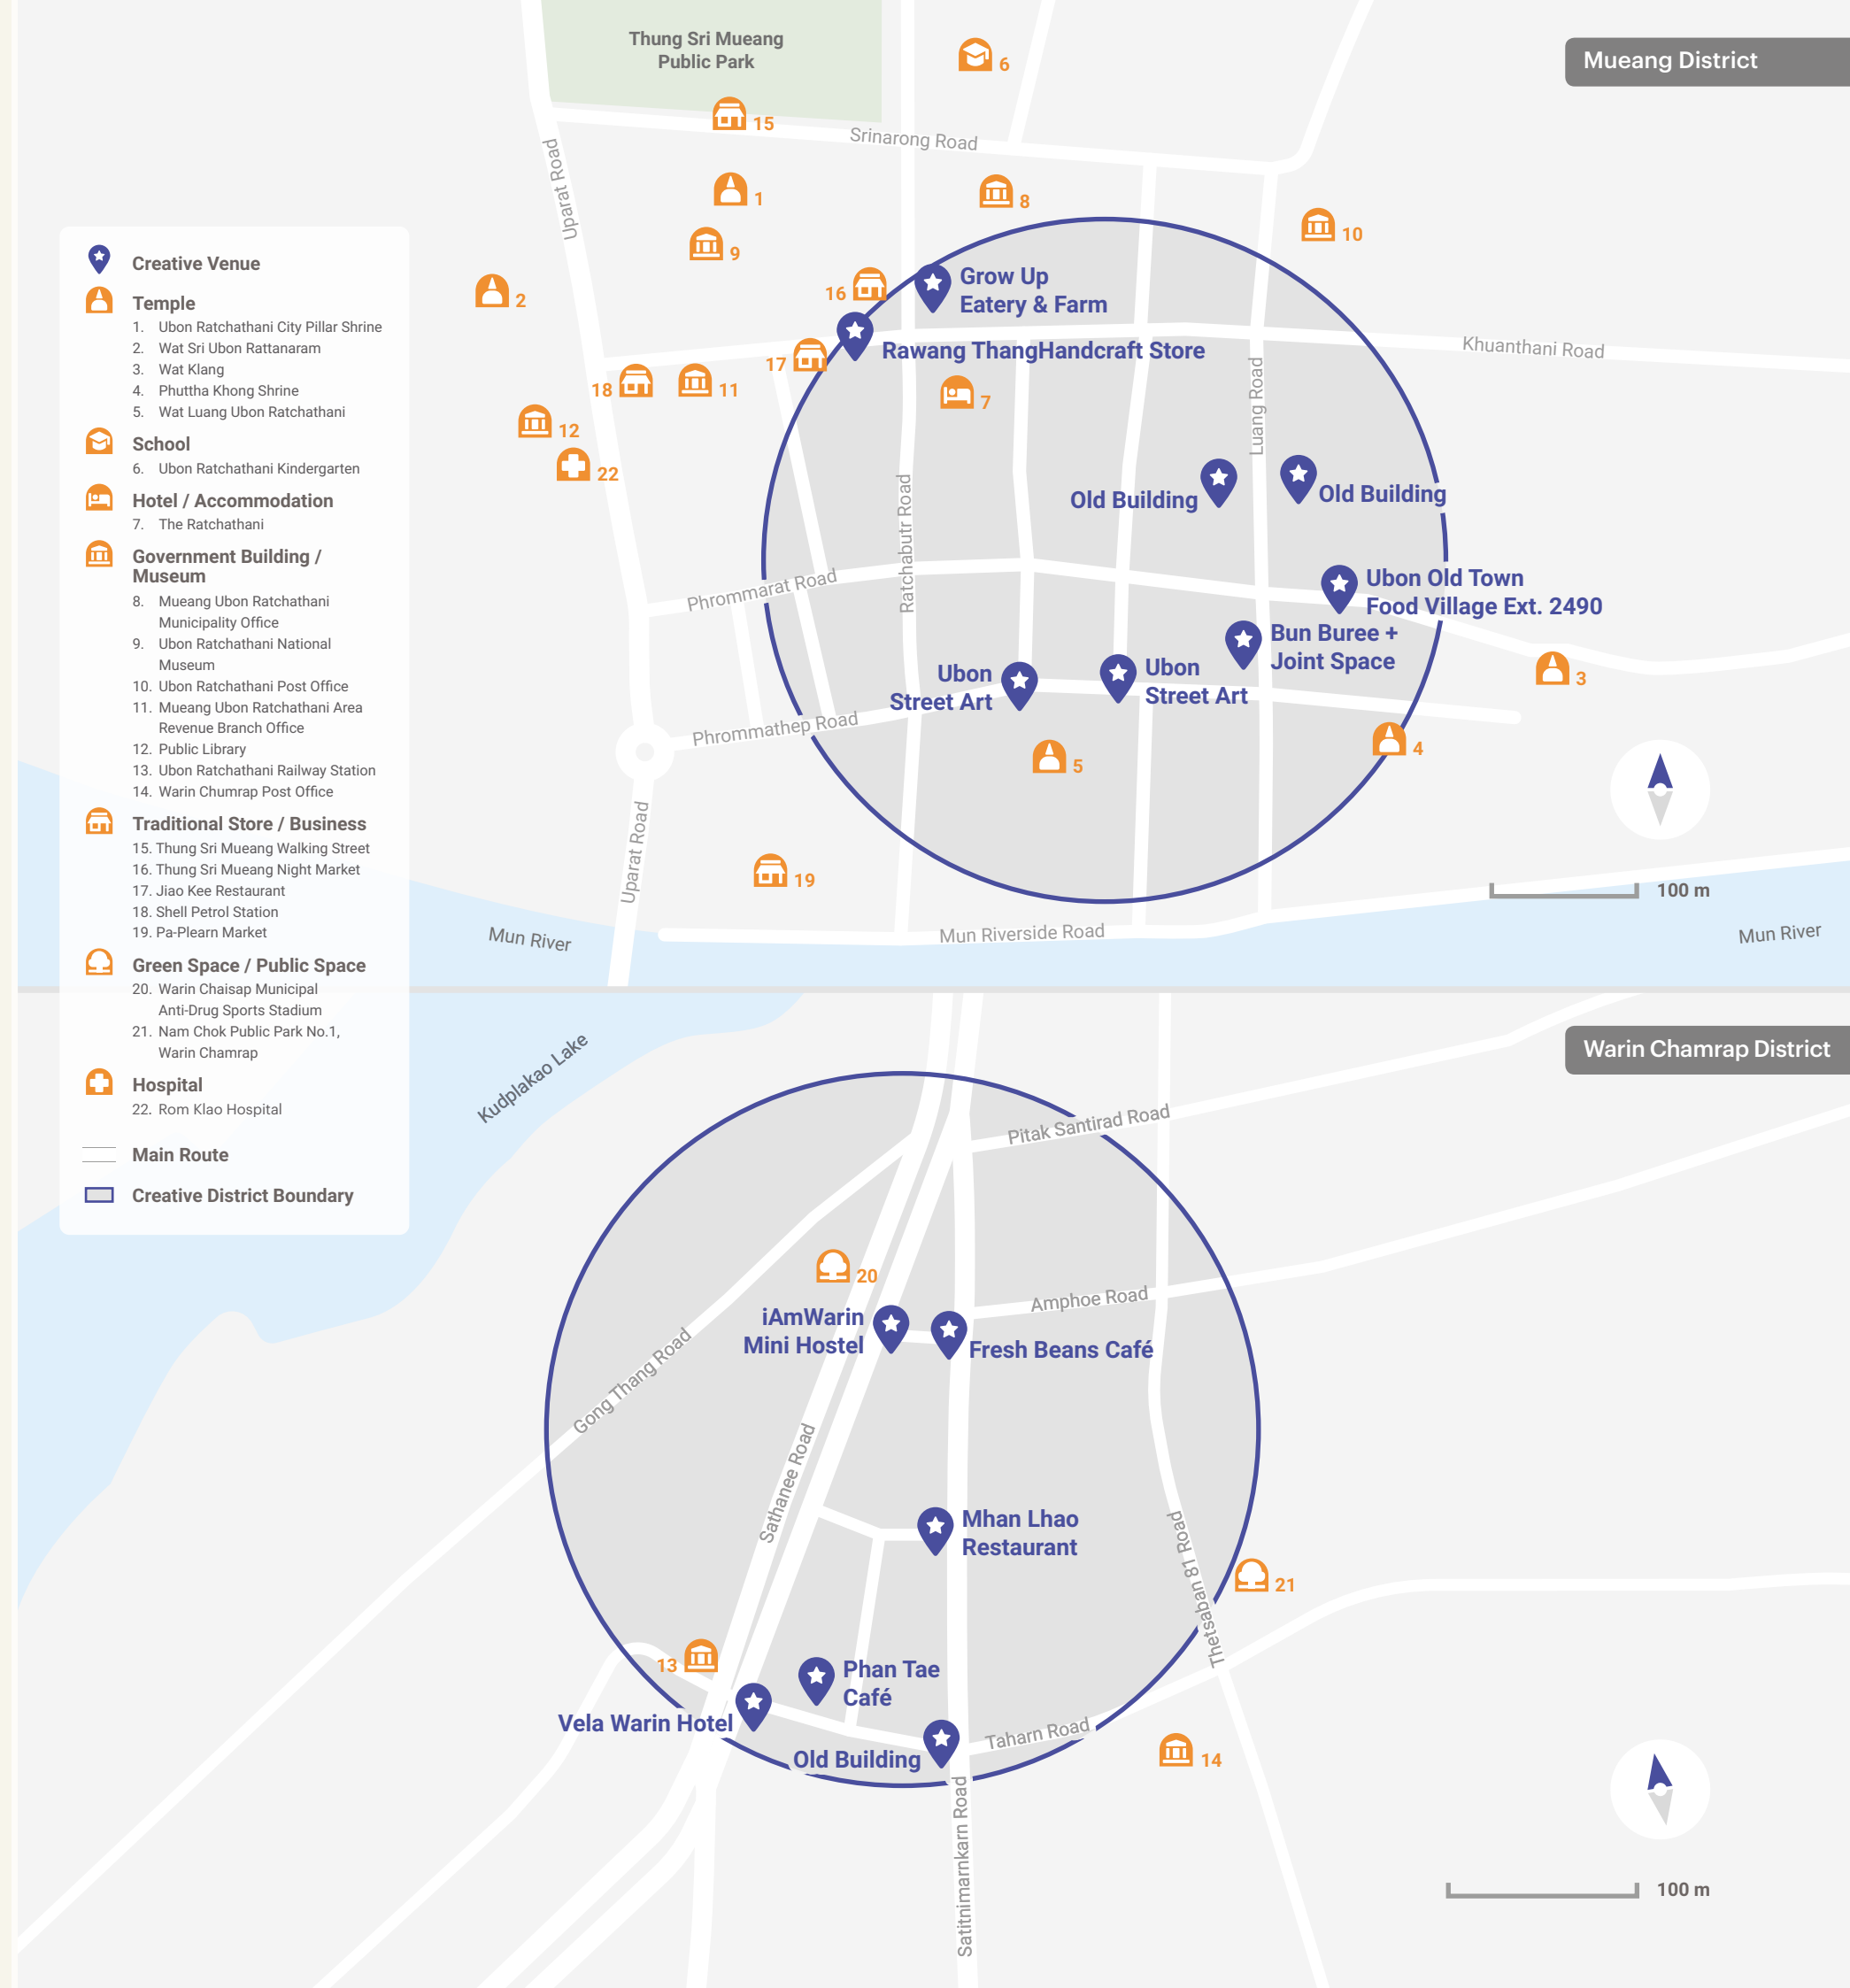 Thung Sri Mueang
Public Park
Mueang District
6
15
Srinarong Road
Uparat Road
1
8
9
10
2
16
Grow Up
Eatery & Farm
Khuanthani Road
Rawang ThangHandcraft Store
17
18
11
7
12
22
Luang Road
Old Building
Old Building
Ratchabutr Road
Phrommarat Road
Ubon Old Town
Food Village Ext. 2490
Bun Buree +
Joint Space
Ubon
Street Art
Ubon
Street Art
3
Phrommathep Road
4
5
Uparat Road
19
100 m
Mun River
Mun Riverside Road
Mun River
Creative Venue
Temple
1. Ubon Ratchathani City Pillar Shrine
2. Wat Sri Ubon Rattanaram
3. Wat Klang
4. Phuttha Khong Shrine
5. Wat Luang Ubon Ratchathani
School
6. Ubon Ratchathani Kindergarten
Hotel / Accommodation
7. The Ratchathani
Government Building /
Museum
8. Mueang Ubon Ratchathani
Municipality Office
9. Ubon Ratchathani National
Museum
10. Ubon Ratchathani Post Office
11. Mueang Ubon Ratchathani Area
Revenue Branch Office
12. Public Library
13. Ubon Ratchathani Railway Station
14. Warin Chumrap Post Office
Traditional Store / Business
15. Thung Sri Mueang Walking Street
16. Thung Sri Mueang Night Market
17. Jiao Kee Restaurant
18. Shell Petrol Station
19. Pa-Plearn Market
Green Space / Public Space
20. Warin Chaisap Municipal
Anti-Drug Sports Stadium
21. Nam Chok Public Park No.1,
Warin Chamrap
Hospital
22. Rom Klao Hospital
Main Route
Creative District Boundary
Warin Chamrap District
Kudplakao Lake
Pitak Santirad Road
20
Amphoe Road
iAmWarin
Mini Hostel
Fresh Beans Café
Gong Thang Road
Sathanee Road
Mhan Lhao
Restaurant
Thetsaban 81 Road
21
13
Phan Tae
Café
Vela Warin Hotel
Taharn Road
Old Building
14
Satitnimarnkarn Road
100 m